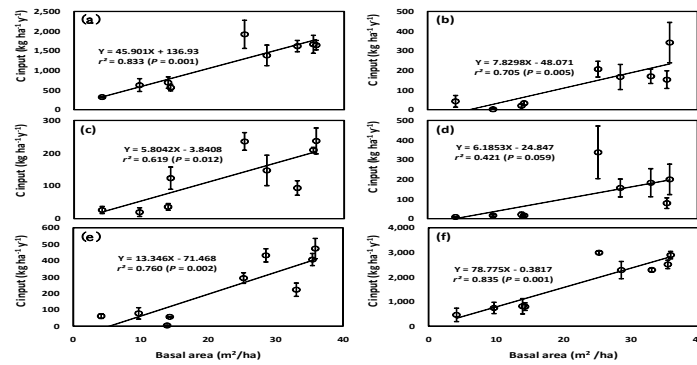 (a)
Y = 45.901X + 136.93
r² = 0.833 (P = 0.001)
C input (kg ha⁻¹ y⁻¹)
2,500
2,000
1,500
1,000
500
0
(b)
Y = 7.8298X - 48.071
r² = 0.705 (P = 0.005)
C input (kg ha⁻¹ y⁻¹)
500
400
300
200
100
0
(c)
Y = 5.8042X - 3.8408
r² = 0.619 (P = 0.012)
C input (kg ha⁻¹ y⁻¹)
300
200
100
0
(d)
Y = 6.1853X - 24.847
r² = 0.421 (P = 0.059)
C input (kg ha⁻¹ y⁻¹)
500
400
300
200
100
0
(e)
Y = 13.346X - 71.468
r² = 0.760 (P = 0.002)
C input (kg ha⁻¹ y⁻¹)
600
500
400
300
200
100
0
0 10 20 30 40
Basal area (m²/ha)
(f)
Y = 78.775X - 0.3817
r² = 0.835 (P = 0.001)
C input (kg ha⁻¹ y⁻¹)
4,000
3,000
2,000
1,000
0
0 10 20 30 40
Basal area (m²/ha)